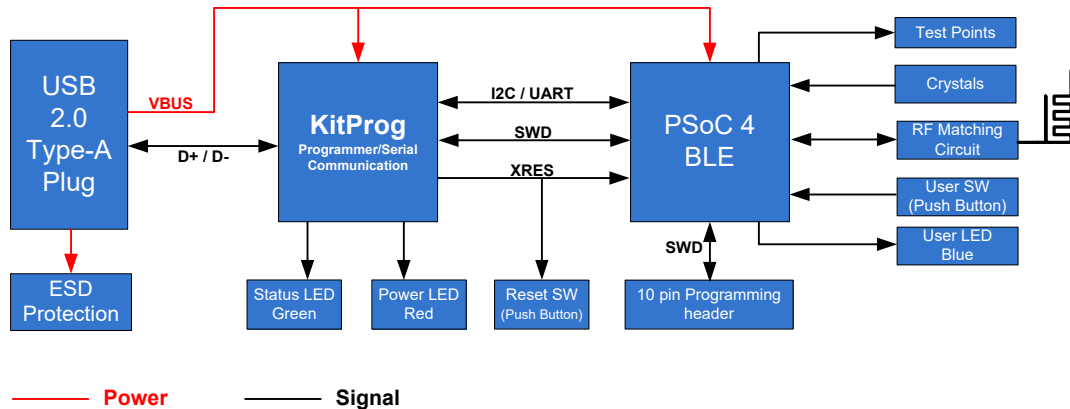 USB
2.0
Type-A
Plug
VBUS
D+ / D-
ESD
Protection
KitProg
Programmer/Serial
Communication
I2C / UART
SWD
XRES
Status LED
Green
Power LED
Red
Reset SW
(Push Button)
PSoC 4
BLE
SWD
10 pin Programming
header
Test Points
Crystals
RF Matching
Circuit
User SW
(Push Button)
User LED
Blue
Power
Signal